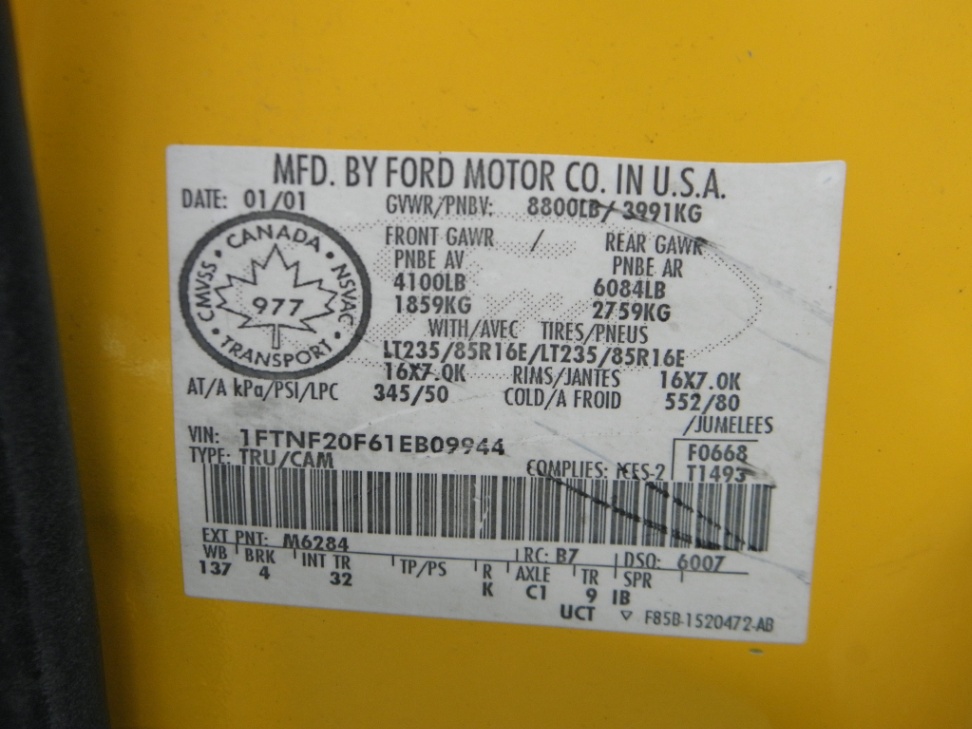 MFD. BY FORD MOTOR CO. IN U.S.A.
DATE: 01/01 GVWR/PNBV: 8800LB/ 3991KG
FRONT GAWR / REAR GAWR
PNBE AV PNBE AR
4100LB 6084LB
1859KG 2759KG
WITH/AVEC TIRES/PNEUS
LT235/85R16E/LT235/85R16E
16X7.0K RIMS/JANTES 16X7.0K
AT/A kPa/PSI/LPC 345/50 COLD/A FROID 552/80
/JUMELEES
CANADA
CMVSS • NSVAC
977
TRANSPORT
VIN: 1FTNF20F61EB09944 F0668
TYPE: TRU/CAM COMPLIES: ICES-2 T1493
EXT PNT: M6284 RC: B7 DSO: 6007
WB BRK INT TR TP/PS R AXLE TR SPR
137 4 32 K C1 9 IB
UCT ▽ F85B-1520472-AB